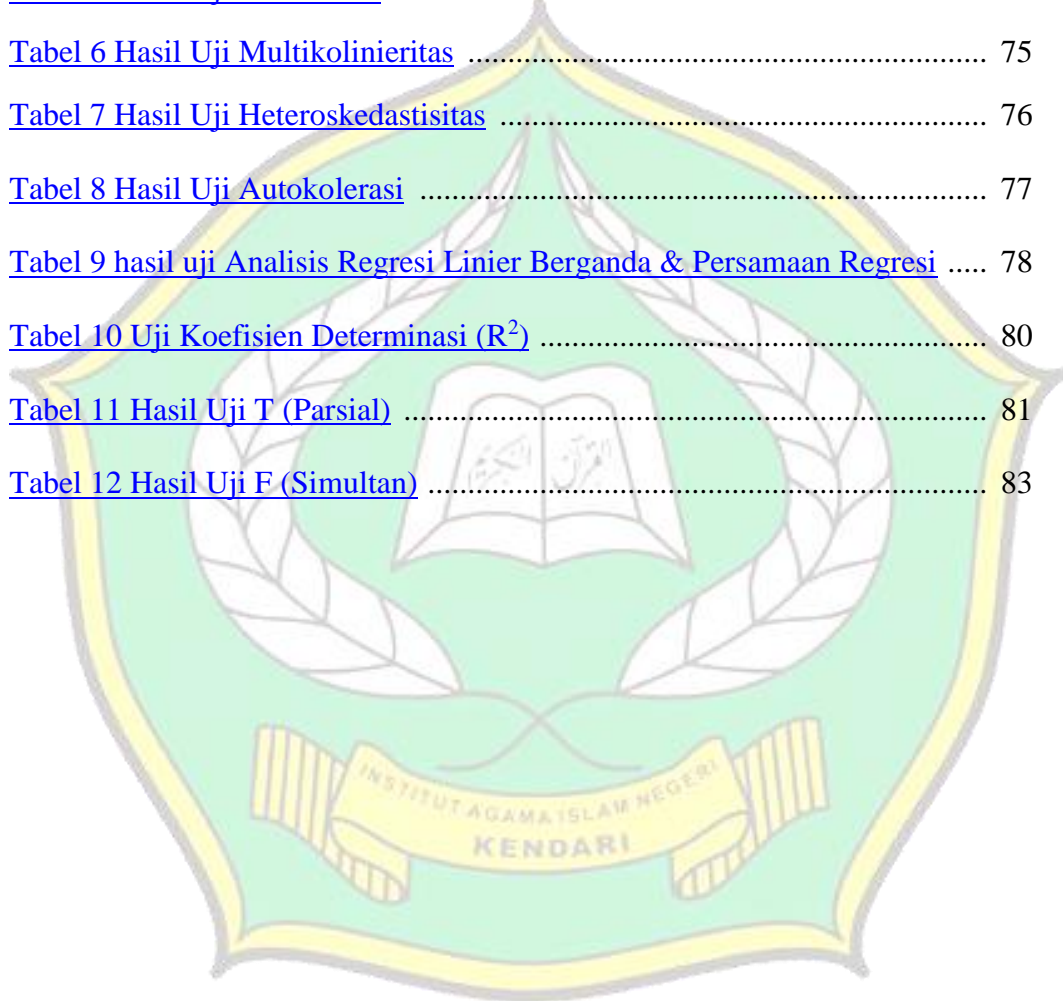 Tabel 6 Hasil Uji Multikolinieritas ................................................................. 75
Tabel 7 Hasil Uji Heteroskedastisitas ............................................................. 76
Tabel 8 Hasil Uji Autokolerasi ....................................................................... 77
Tabel 9 hasil uji Analisis Regresi Linier Berganda & Persamaan Regresi ..... 78
Tabel 10 Uji Koefisien Determinasi (R²) ........................................................ 80
Tabel 11 Hasil Uji T (Parsial) ......................................................................... 81
Tabel 12 Hasil Uji F (Simultan) ...................................................................... 83
القرآن الكريم
INSTITUT AGAMA ISLAM NEGERI
KENDARI